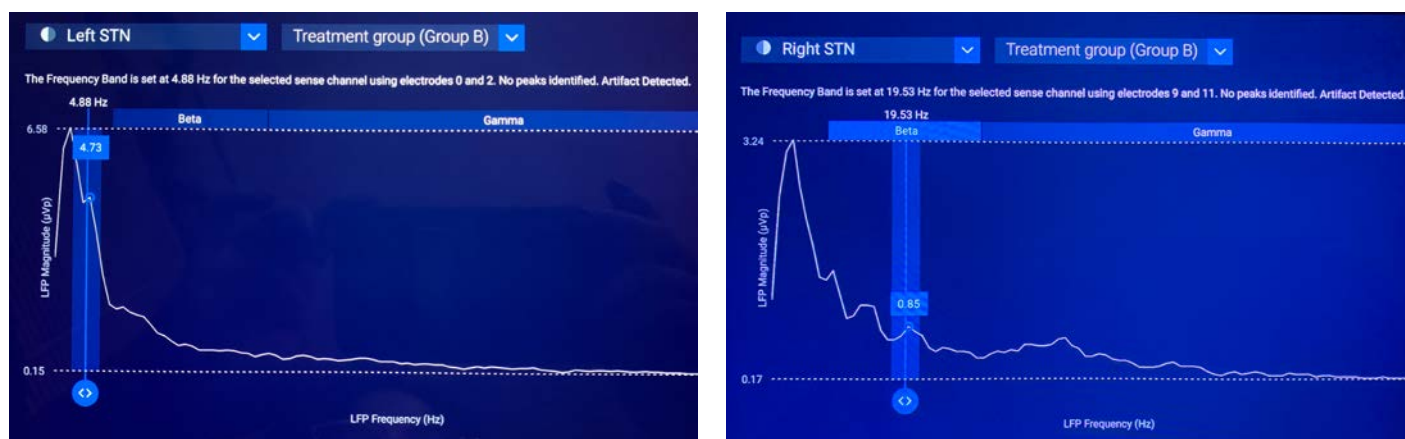 Left STN
Treatment group (Group B)
The Frequency Band is set at 4.88 Hz for the selected sense channel using electrodes 0 and 2. No peaks identified. Artifact Detected.
4.88 Hz
Beta
Gamma
6.58
4.73
LFP Magnitude (µVp)
0.15
LFP Frequency (Hz)
Right STN
Treatment group (Group B)
The Frequency Band is set at 19.53 Hz for the selected sense channel using electrodes 9 and 11. No peaks identified. Artifact Detected.
19.53 Hz
Beta
Gamma
3.24
LFP Magnitude (µVp)
0.85
0.17
LFP Frequency (Hz)